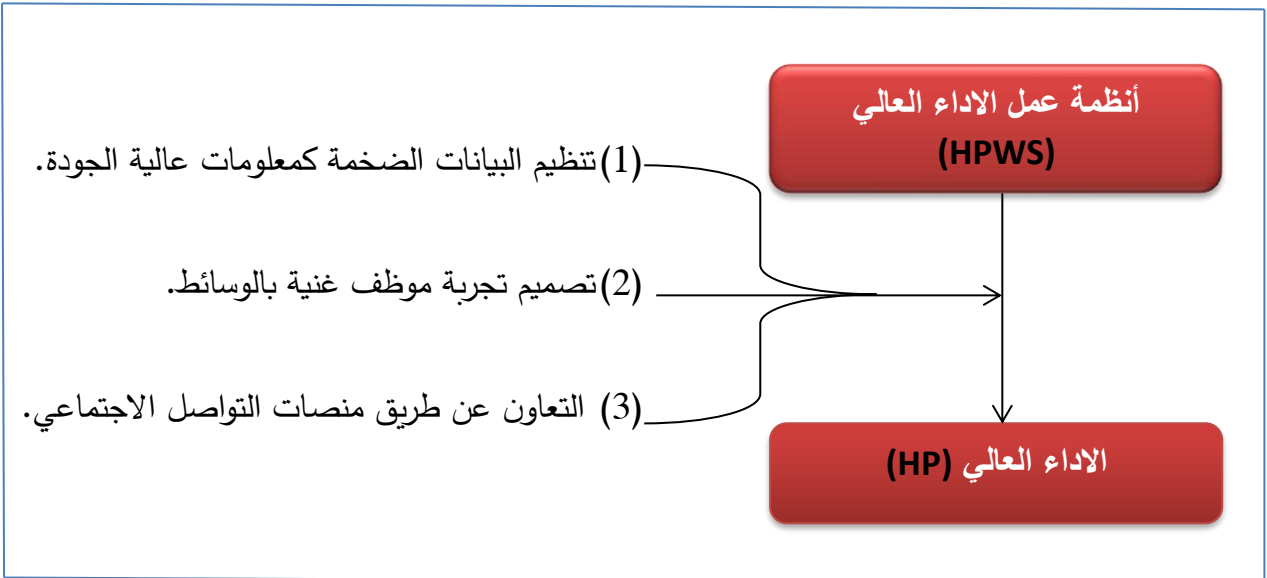 أنظمة عمل الاداء العالي
(HPWS)
(1)تنظيم البيانات الضخمة كمعلومات عالية الجودة.
(2)تصميم تجربة موظف غنية بالوسائط.
(3) التعاون عن طريق منصات التواصل الاجتماعي.
الاداء العالي (HP)